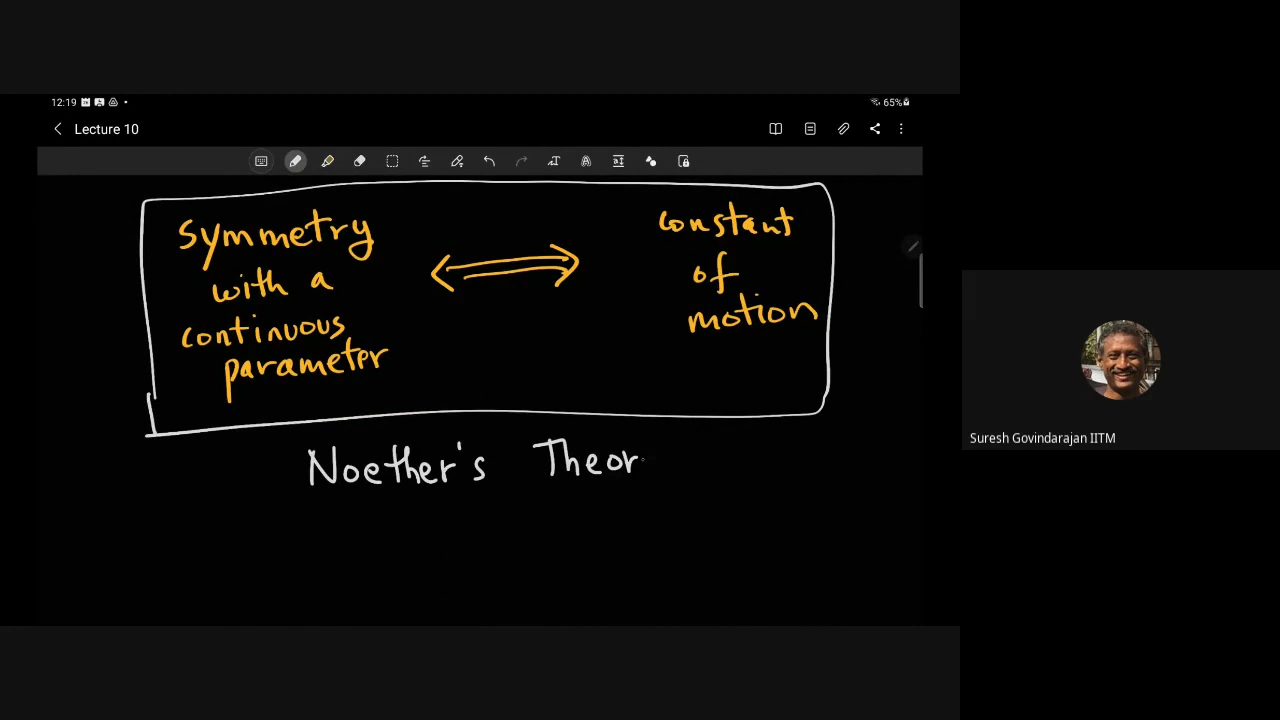 12:19
65%
Lecture 10
Symmetry
with a
continuous
parameter
constant
of
motion
Noether's Theor
Suresh Govindarajan IITM